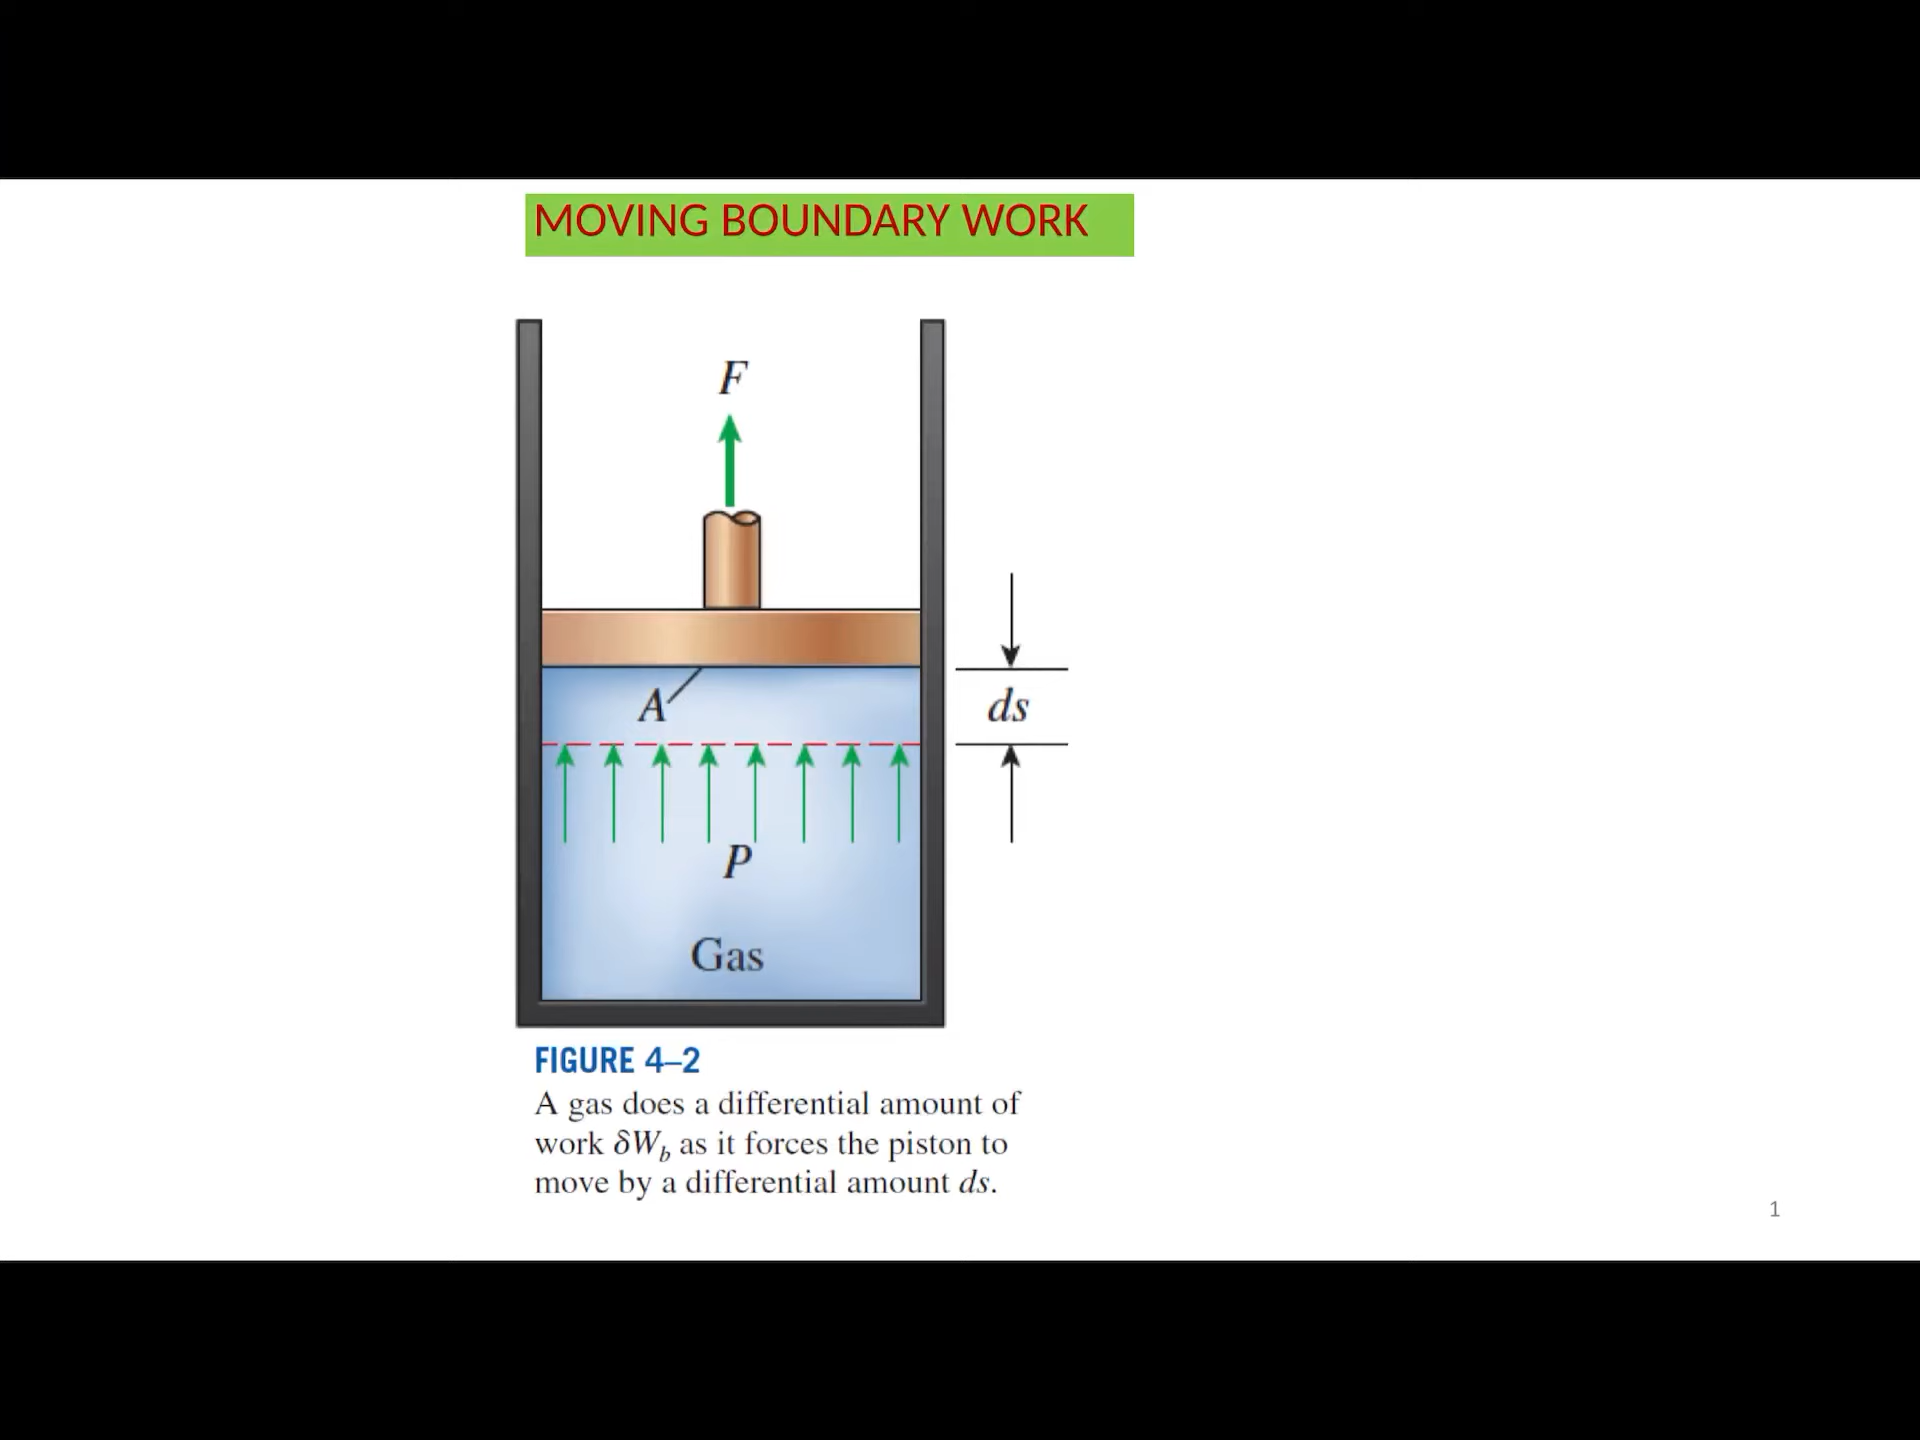 MOVING BOUNDARY WORK
F
A
ds
P
Gas
FIGURE 4–2
A gas does a differential amount of
work δW_b as it forces the piston to
move by a differential amount ds.
1